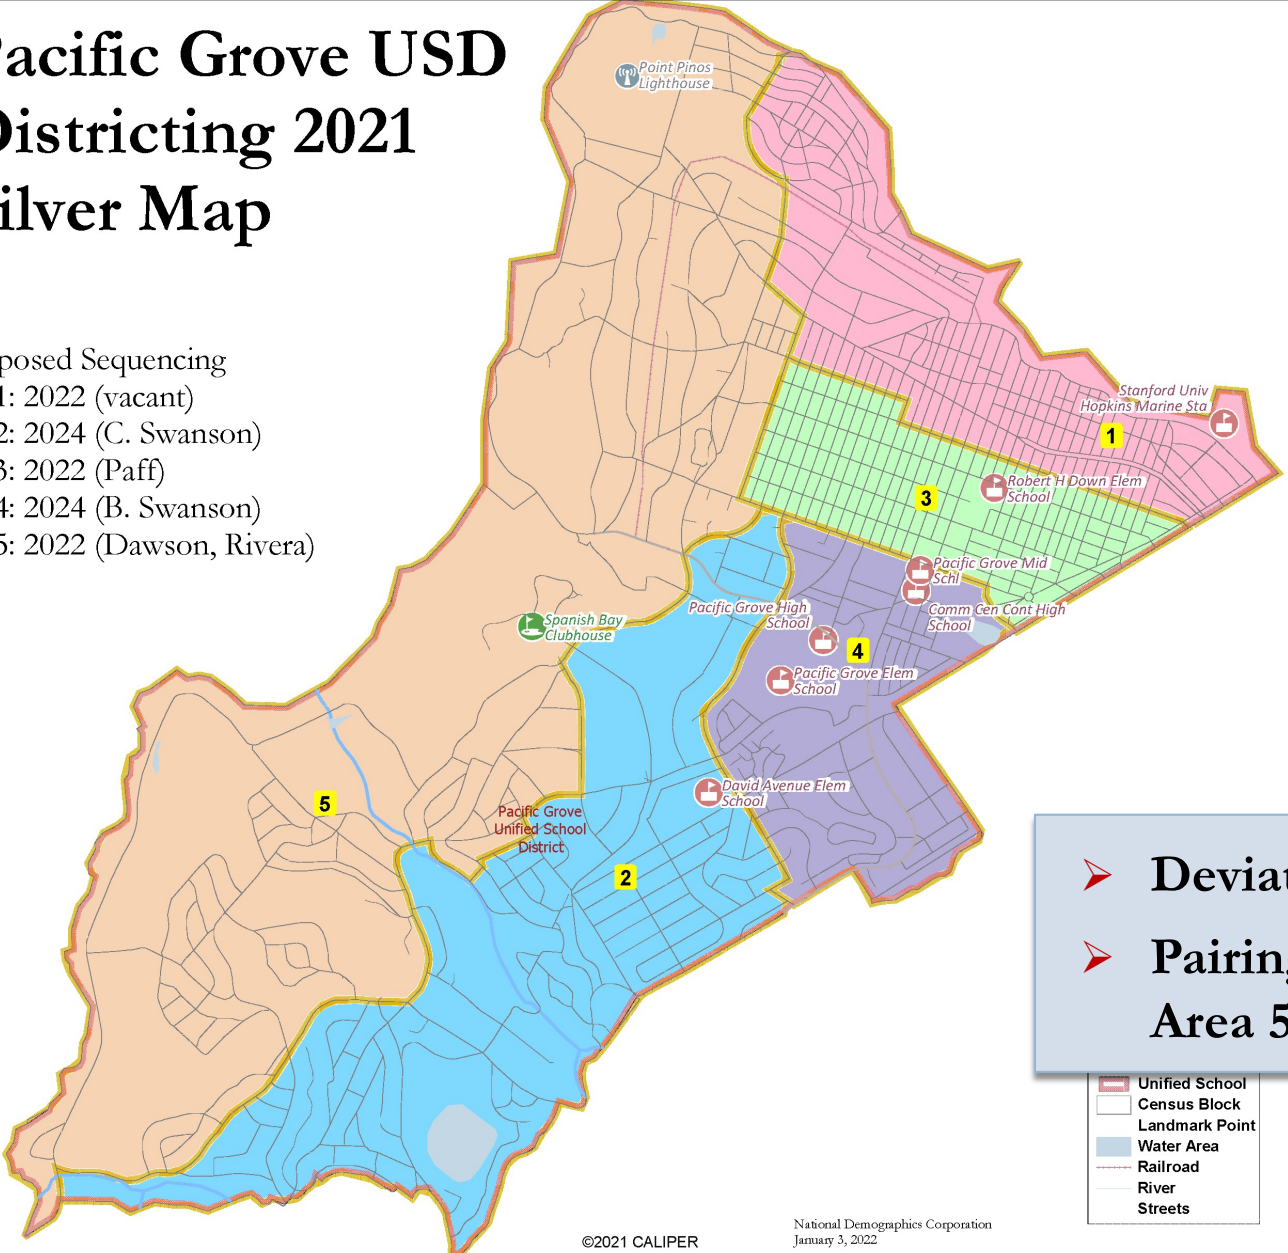 acific Grove USD
Districting 2021
ilver Map
posed Sequencing
1: 2022 (vacant)
2: 2024 (C. Swanson)
3: 2022 (Paff)
4: 2024 (B. Swanson)
5: 2022 (Dawson, Rivera)
Point Pinos
Lighthouse
Stanford Univ
Hopkins Marine Sta
1
Robert H Down Elem
School
3
Pacific Grove Mid
Schl
Comm Cen Cont High
School
Pacific Grove High
School
4
Pacific Grove Elem
School
Spanish Bay
Clubhouse
David Avenue Elem
School
5
Pacific Grove
Unified School
District
2
Deviat
Pairing
Area 5
Unified School
Census Block
Landmark Point
Water Area
Railroad
River
Streets
©2021 CALIPER
National Demographics Corporation
January 3, 2022